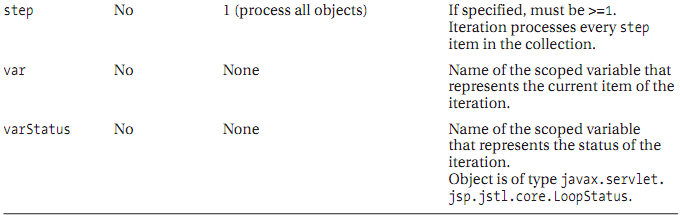 step No 1 (process all objects) If specified, must be >=1.
Iteration processes every step
item in the collection.
var No None Name of the scoped variable that
represents the current item of the
iteration.
varStatus No None Name of the scoped variable
that represents the status of the
iteration.
Object is of type javax.servlet.
jsp.jstl.core.LoopStatus.